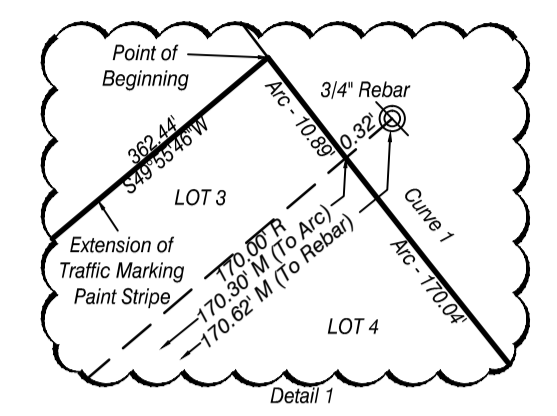 Point of
Beginning
3/4" Rebar
Arc - 10.89'
0.32'
362.44'
S49°55'46"W
LOT 3
Curve 1
Extension of
Traffic Marking
Paint Stripe
170.00' R
170.30' M (To Arc)
170.62' M (To Rebar)
Arc - 170.04'
LOT 4
Detail 1